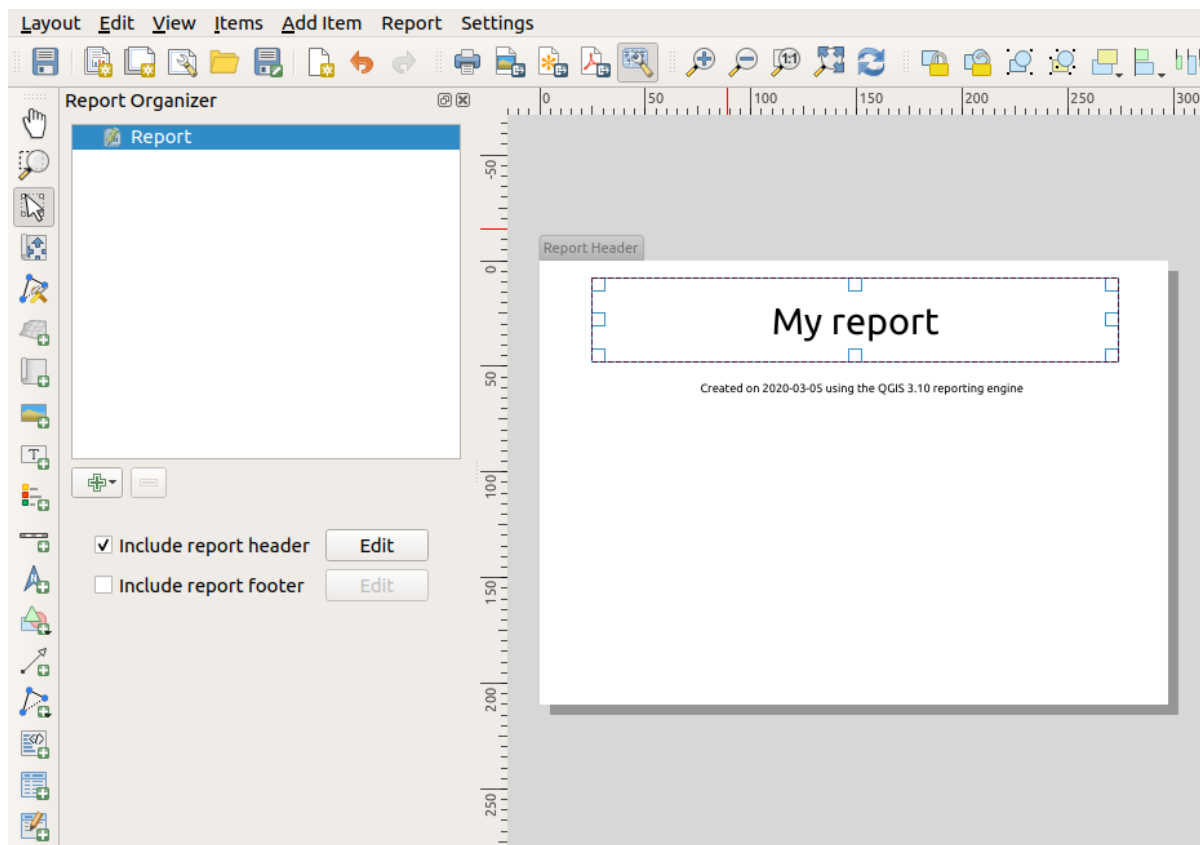 Layout Edit View Items Add Item Report Settings
1:1
Report Organizer
0 50 100 150 200 250 300
Report
-50
Report Header
0
My report
50
Created on 2020-03-05 using the QGIS 3.10 reporting engine
100
Include report header Edit
Include report footer Edit
150
200
250
T
N